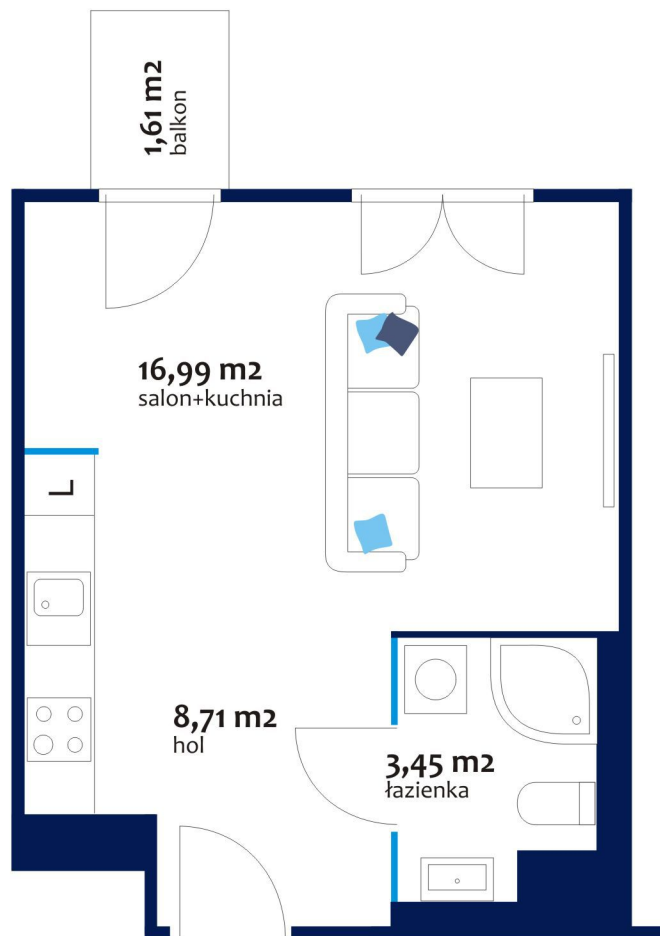 1,61 m2
balkon
16,99 m2
salon+kuchnia
L
8,71 m2
hol
3,45 m2
łazienka